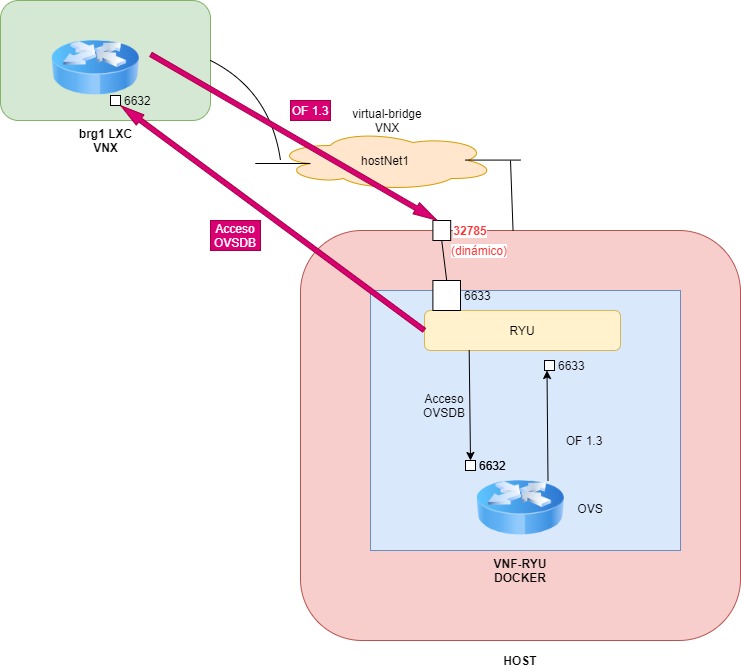 6632
brg1 LXC
VNX
OF 1.3
virtual-bridge
VNX
hostNet1
Acceso
OVSDB
32785
(dinámico)
6633
RYU
6633
Acceso
OVSDB
OF 1.3
6632
OVS
VNF-RYU
DOCKER
HOST